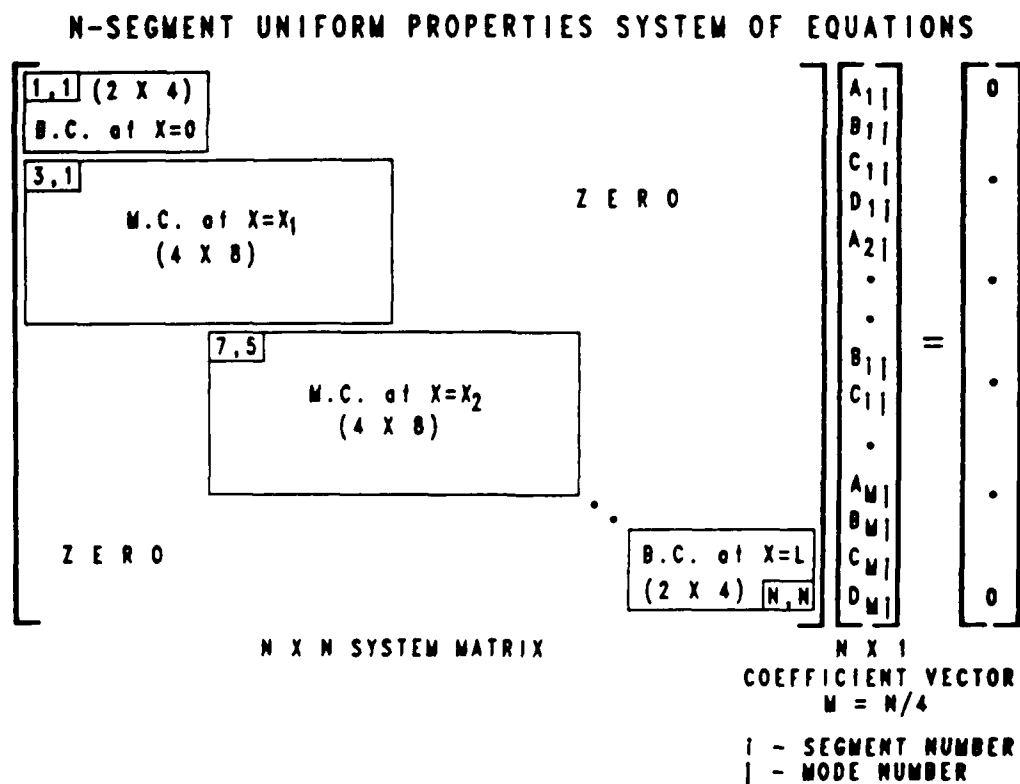 N-SEGMENT UNIFORM PROPERTIES SYSTEM OF EQUATIONS
1,1 (2 X 4)
B.C. at X=0
3,1
M.C. at X=X1
(4 X 8)
Z E R O
7,5
M.C. at X=X2
(4 X 8)
Z E R O
B.C. at X=L
(2 X 4) N,N
A1j
B1j
C1j
D1j
A2j
.
.
Bij
Cij
.
AMj
BMj
CMj
DMj
=
0
.
.
.
.
0
N X N SYSTEM MATRIX
N X 1
COEFFICIENT VECTOR
M = N/4
i - SEGMENT NUMBER
j - MODE NUMBER